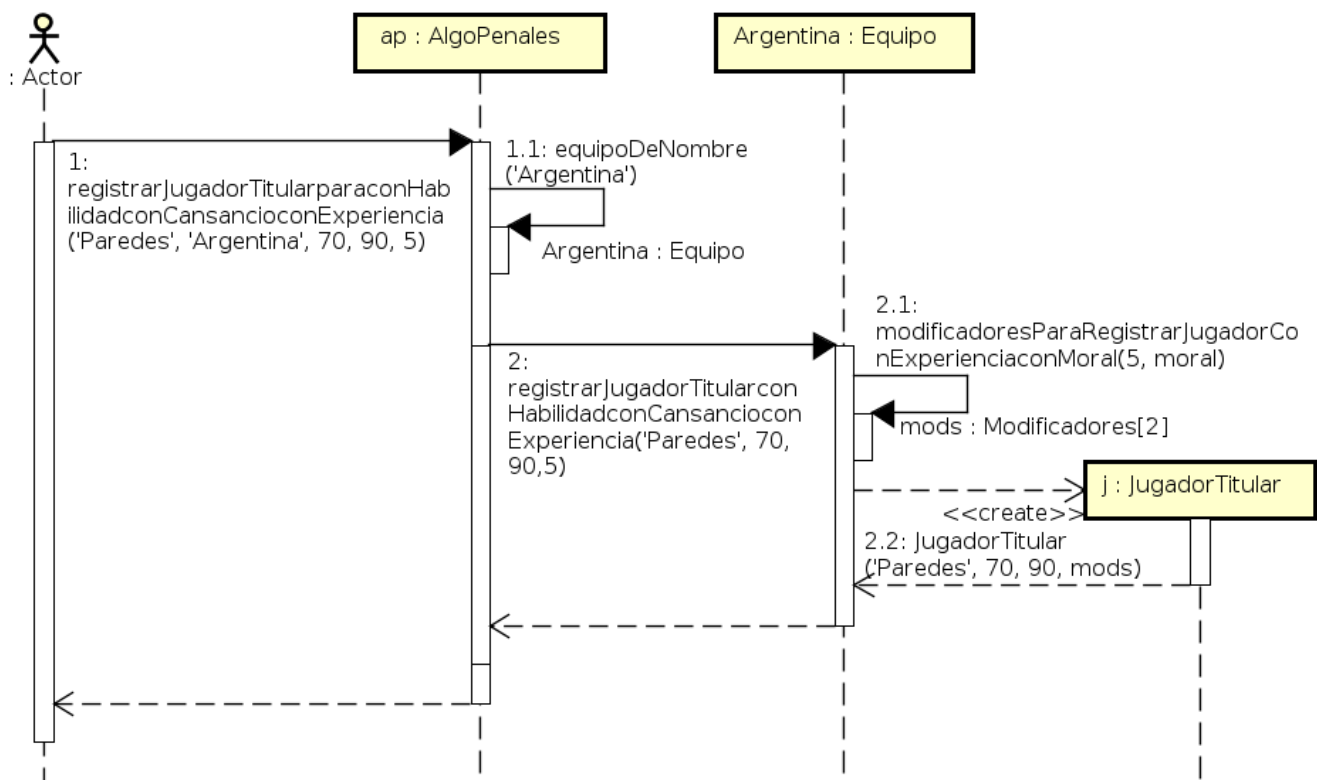 : Actor
ap : AlgoPenales
Argentina : Equipo
1:
registrarJugadorTitularparaconHab
ilidadconCansancioconExperiencia
('Paredes', 'Argentina', 70, 90, 5)
1.1: equipoDeNombre
('Argentina')
Argentina : Equipo
2:
registrarJugadorTitularcon
HabilidadconCansanciocon
Experiencia('Paredes', 70,
90,5)
2.1:
modificadoresParaRegistrarJugadorCo
nExperienciaconMoral(5, moral)
mods : Modificadores[2]
j : JugadorTitular
<<create>>
2.2: JugadorTitular
('Paredes', 70, 90, mods)